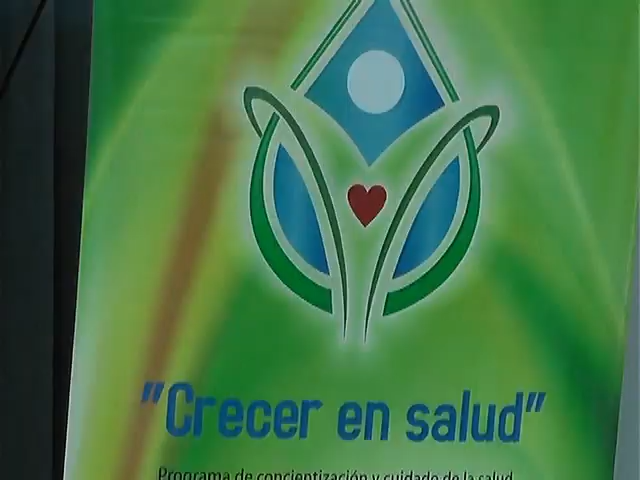 "Crecer en salud"
Programa de concientización y cuidado de la salud